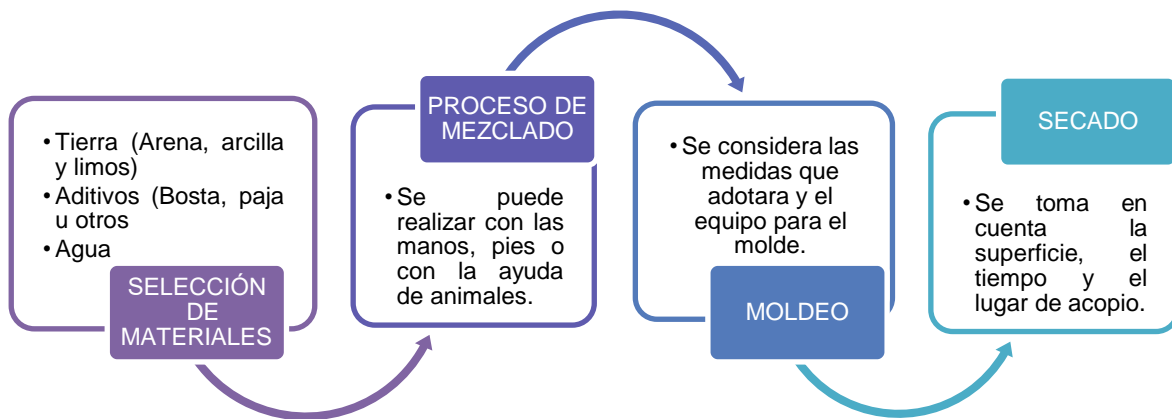 • Tierra (Arena, arcilla
y limos)
• Aditivos (Bosta, paja
u otros
• Agua
SELECCIÓN
DE
MATERIALES
PROCESO DE
MEZCLADO
• Se puede
realizar con las
manos, pies o
con la ayuda
de animales.
• Se considera las
medidas que
adotara y el
equipo para el
molde.
MOLDEO
SECADO
• Se toma en
cuenta la
superficie, el
tiempo y el
lugar de acopio.